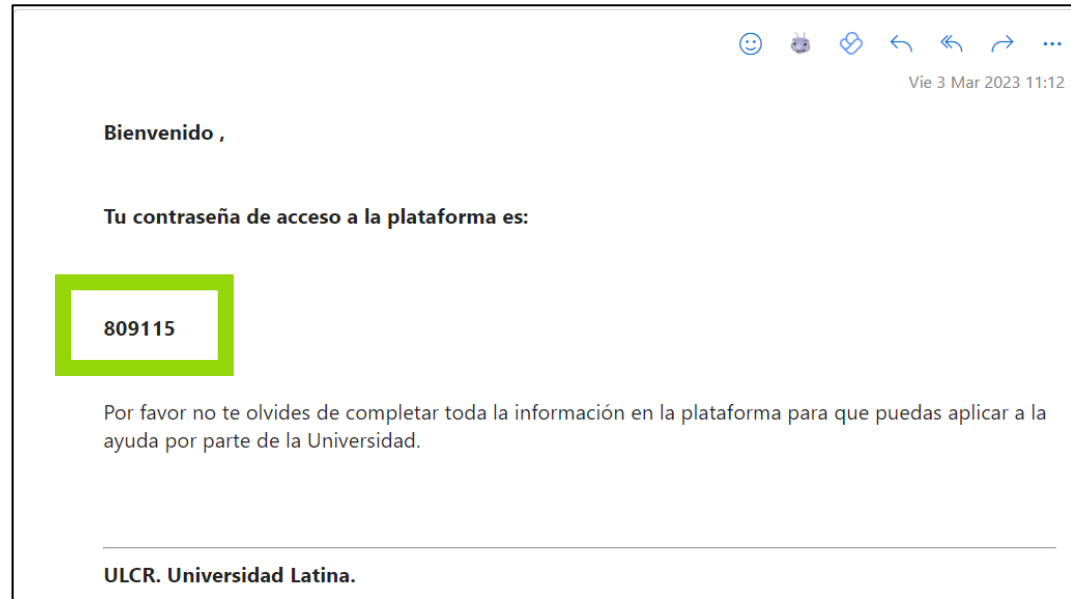 Vie 3 Mar 2023 11:12
Bienvenido ,
Tu contraseña de acceso a la plataforma es:
809115
Por favor no te olvides de completar toda la información en la plataforma para que puedas aplicar a la
ayuda por parte de la Universidad.
ULCR. Universidad Latina.